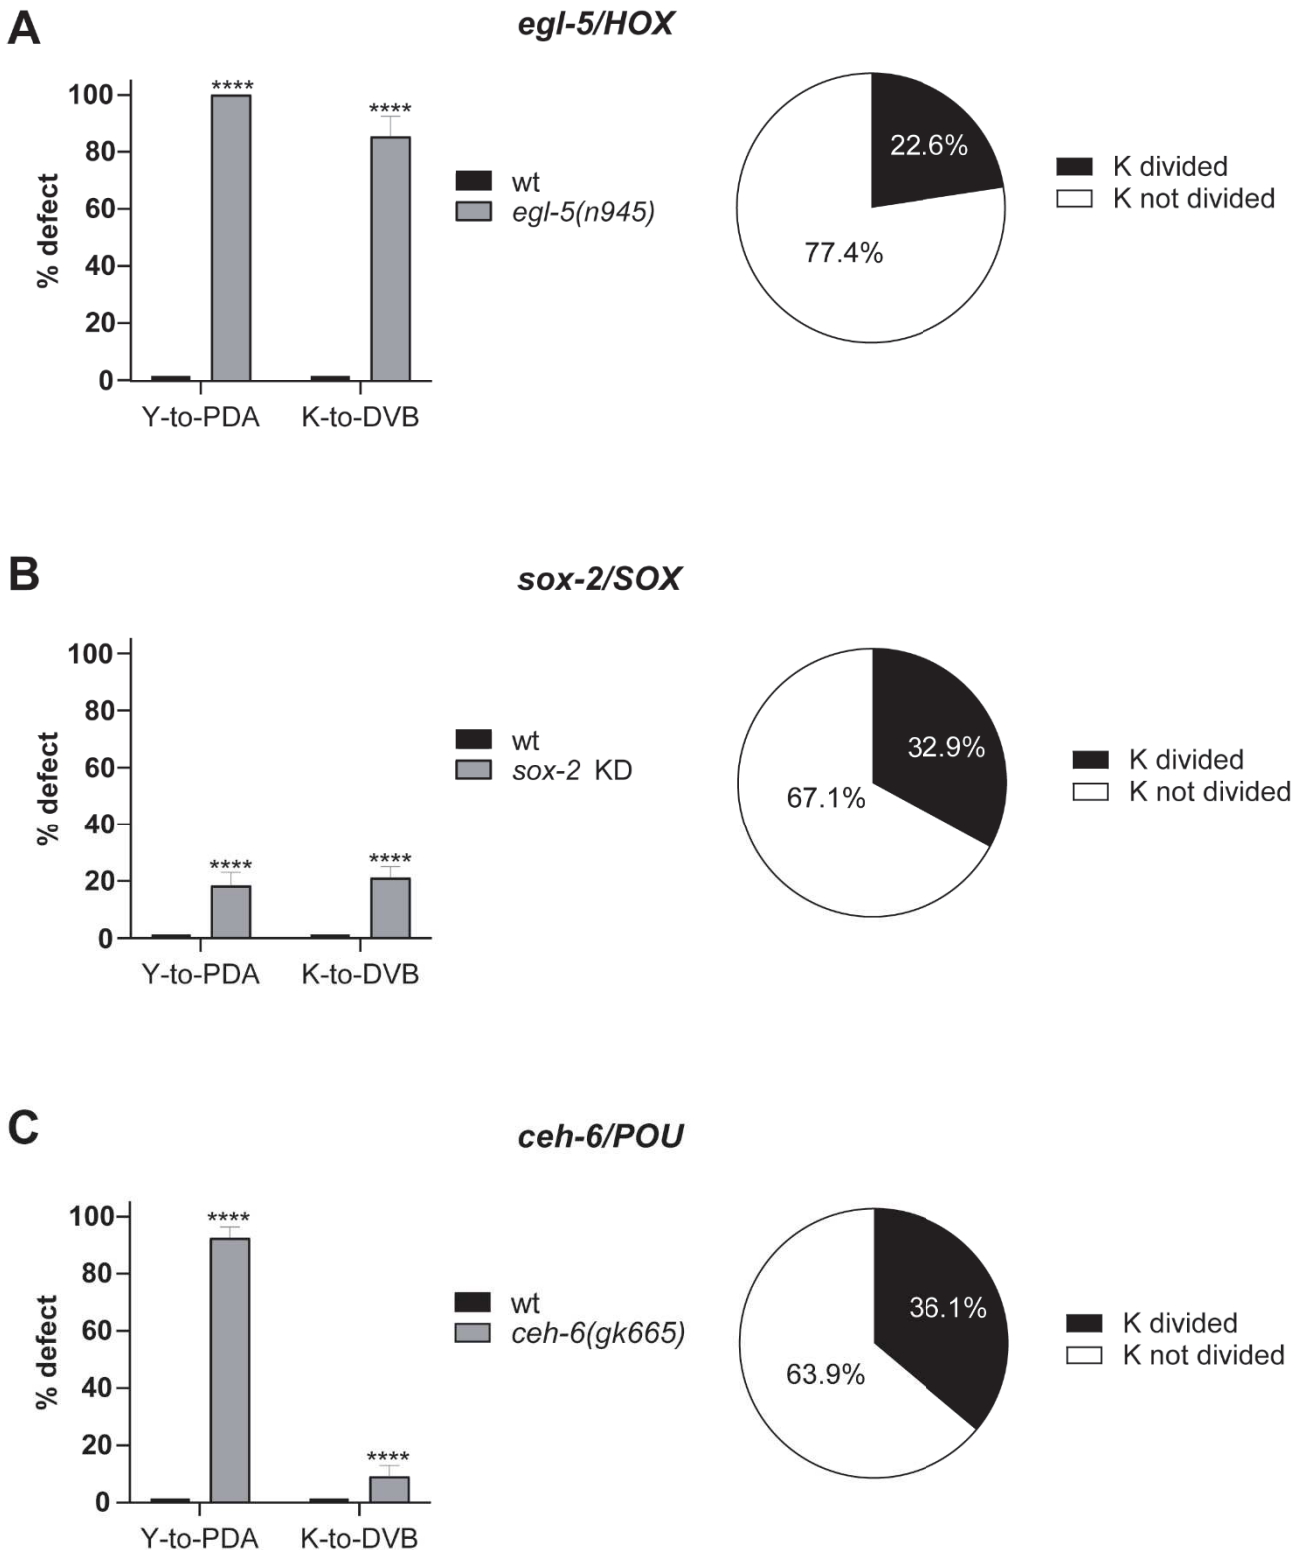 A
egl-5/HOX
% defect
100
80
60
40
20
0
****
****
Y-to-PDA
K-to-DVB
wt
egl-5(n945)
22.6%
77.4%
K divided
K not divided
B
sox-2/SOX
% defect
100
80
60
40
20
0
****
****
Y-to-PDA
K-to-DVB
wt
sox-2 KD
32.9%
67.1%
K divided
K not divided
C
ceh-6/POU
% defect
100
80
60
40
20
0
****
****
Y-to-PDA
K-to-DVB
wt
ceh-6(gk665)
36.1%
63.9%
K divided
K not divided